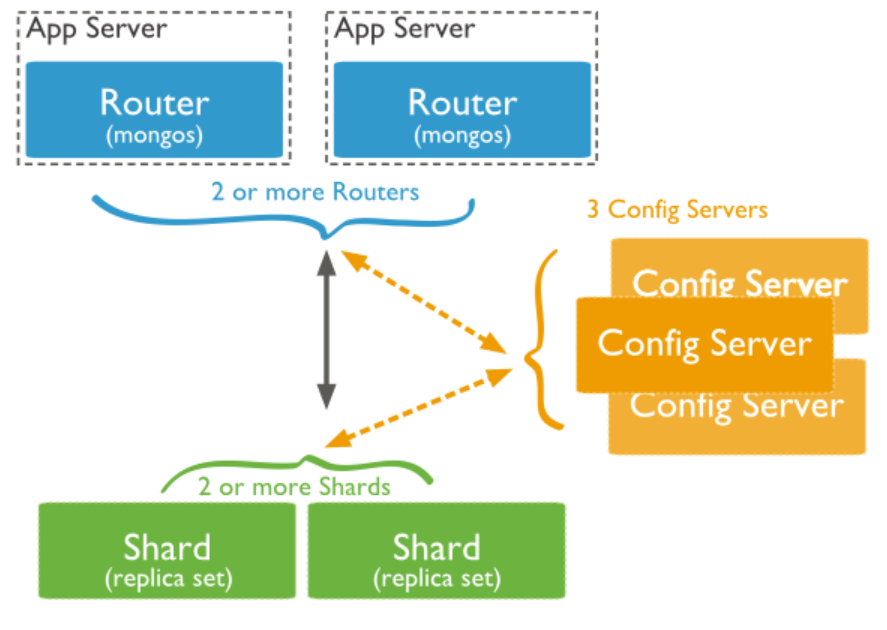 App Server
Router
(mongos)
App Server
Router
(mongos)
2 or more Routers
3 Config Servers
Config Server
Config Server
Config Server
2 or more Shards
Shard
(replica set)
Shard
(replica set)